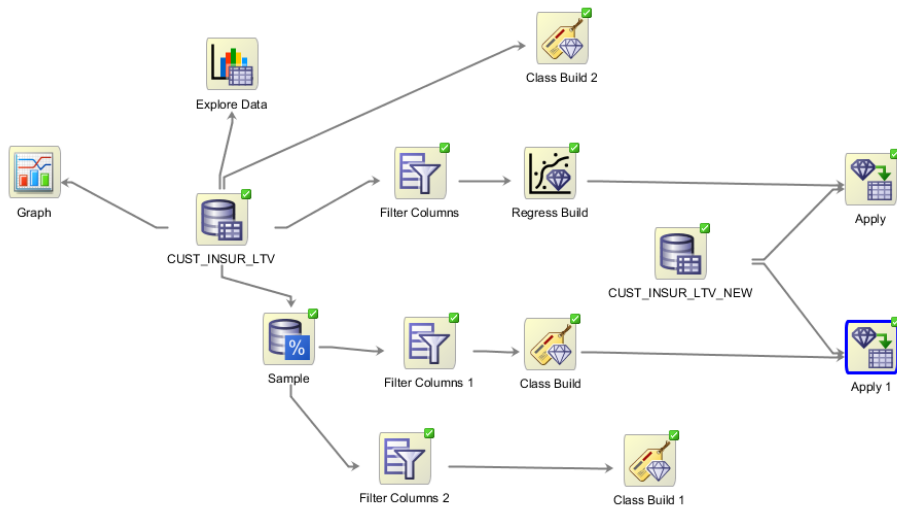 Class Build 2
Explore Data
Graph
Filter Columns
Regress Build
Apply
CUST_INSUR_LTV
CUST_INSUR_LTV_NEW
%
Sample
Filter Columns 1
Class Build
Apply 1
Filter Columns 2
Class Build 1